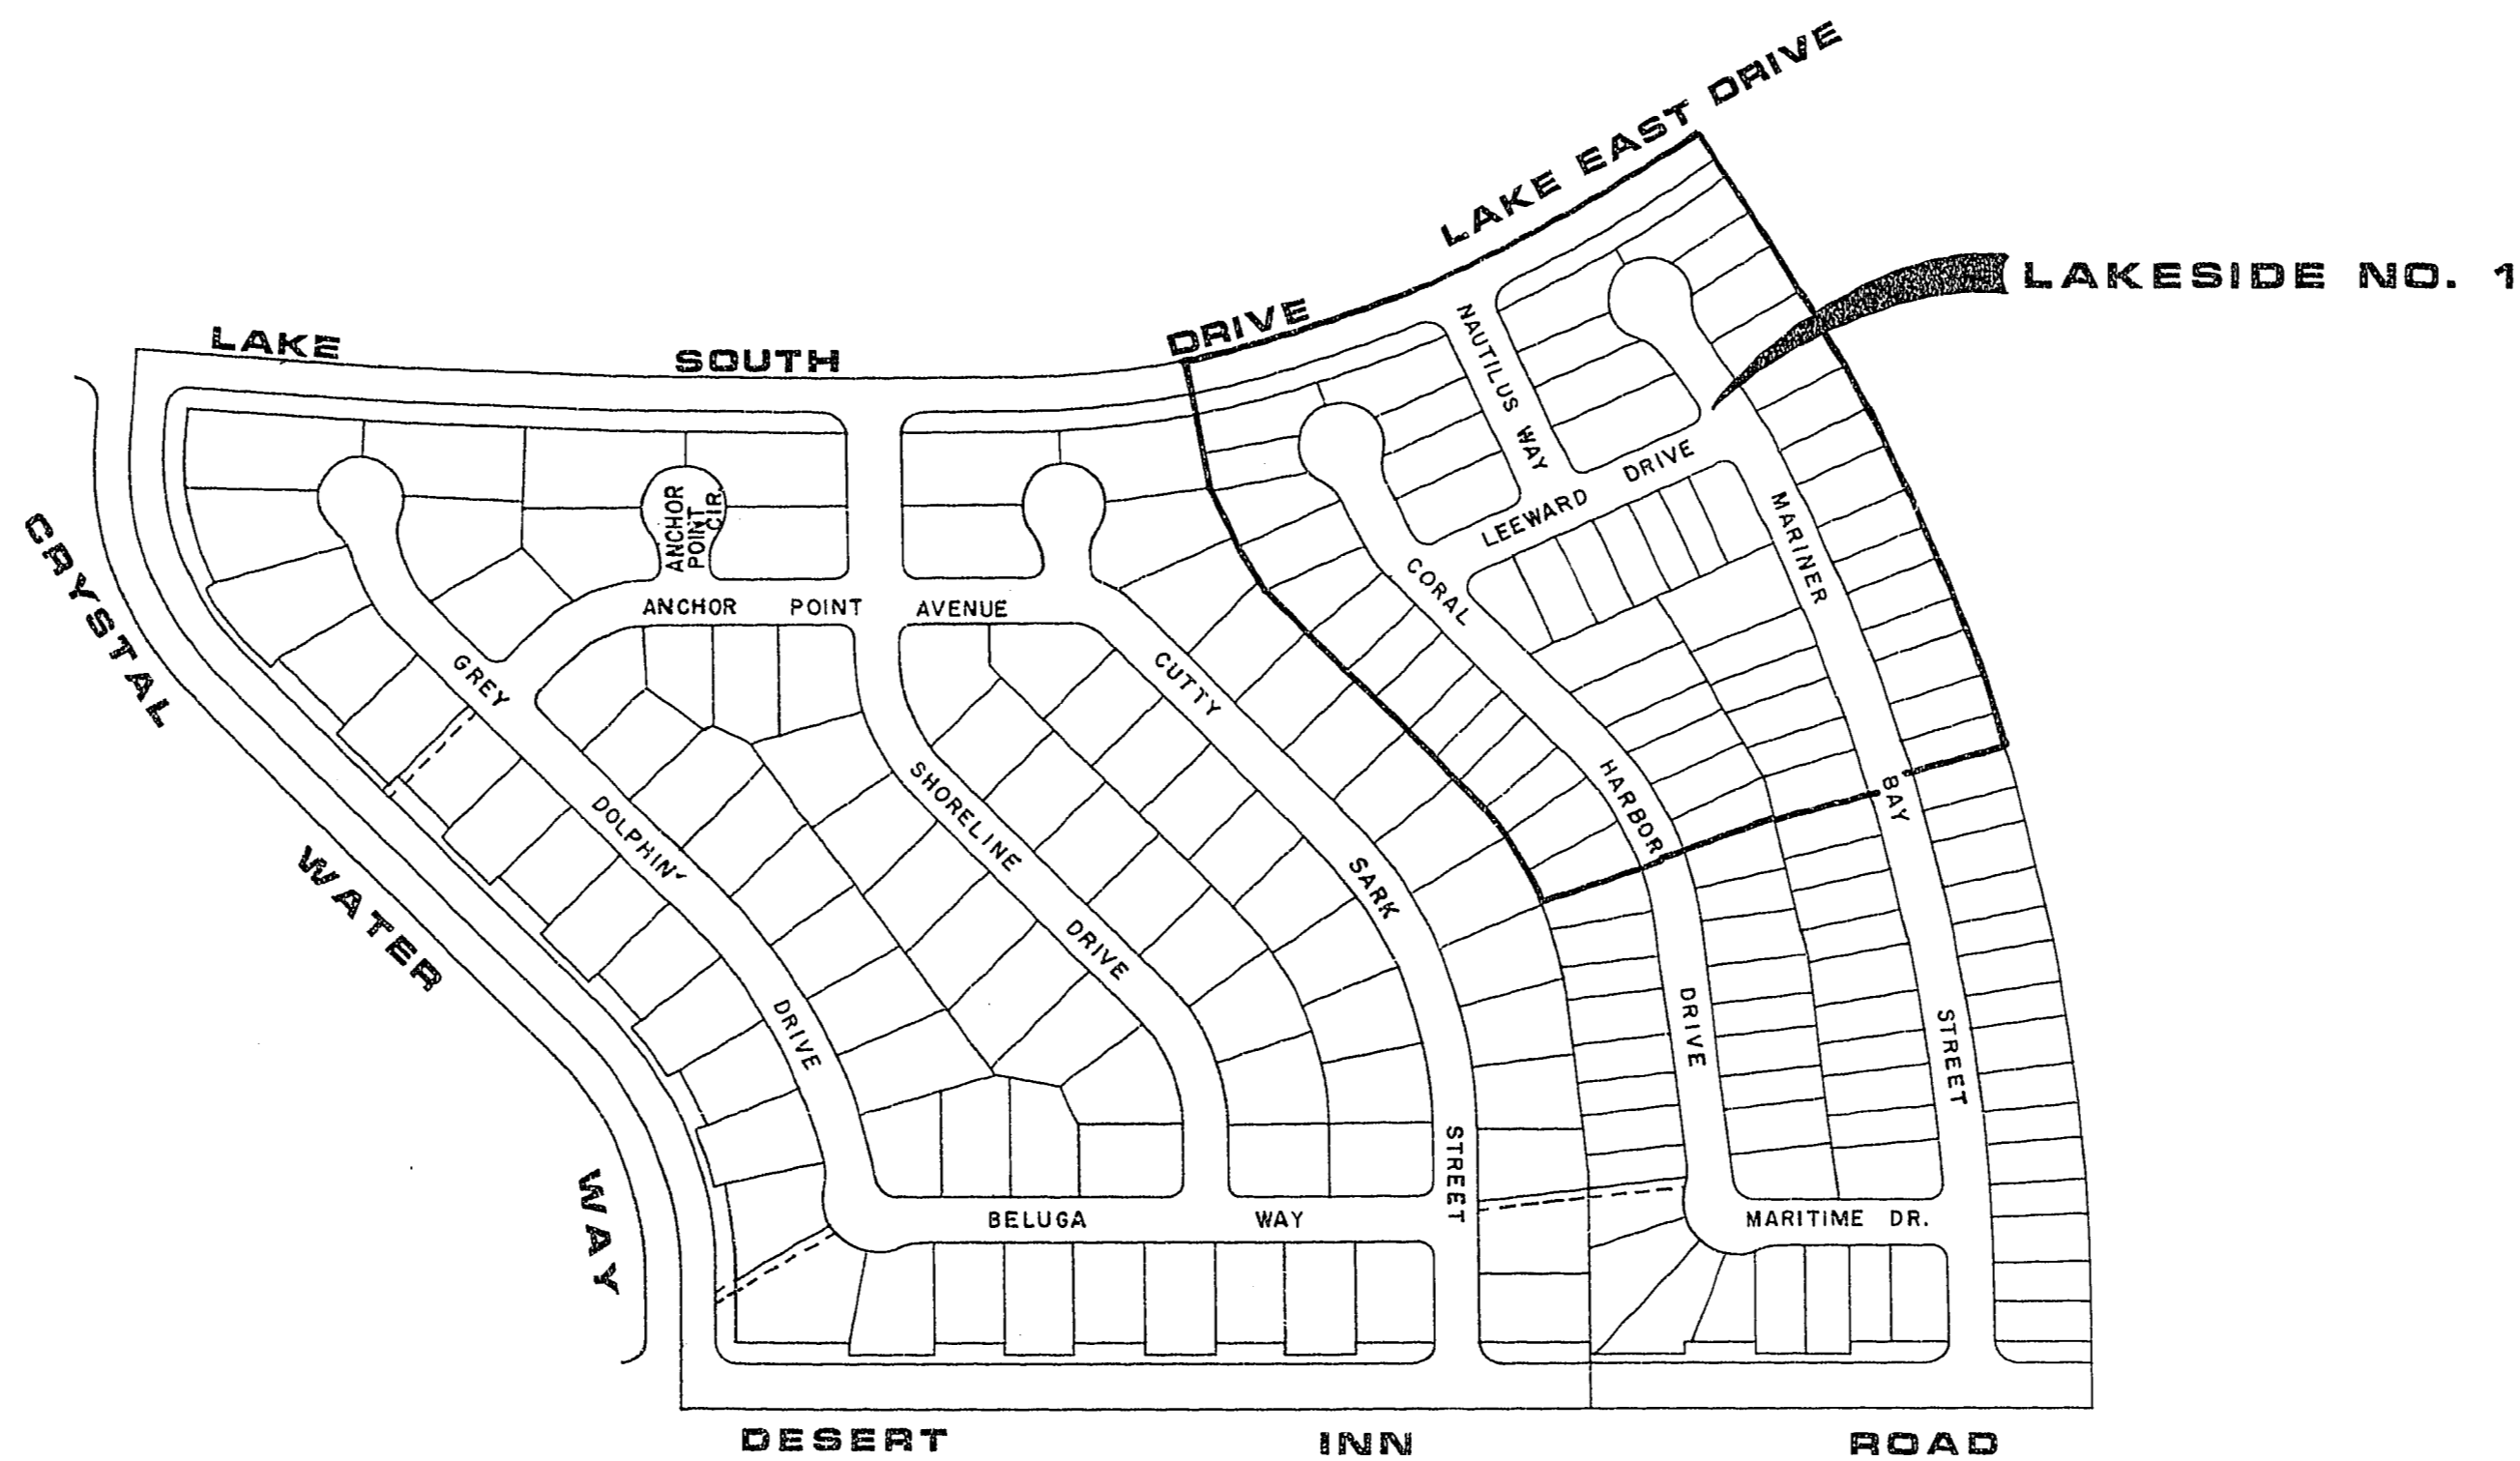 LAKE SOUTH DRIVE
LAKE EAST DRIVE
LAKESIDE NO. 1
NAUTILUS WAY
LEEWARD DRIVE
MARINER BAY STREET
CORAL HARBOR DRIVE
ANCHOR POINT CIR.
ANCHOR POINT AVENUE
GREY DOLPHIN DRIVE
SHORELINE DRIVE
CUTTY SARK STREET
CRYSTAL WATER WAY
BELUGA WAY
MARITIME DR.
DESERT INN ROAD